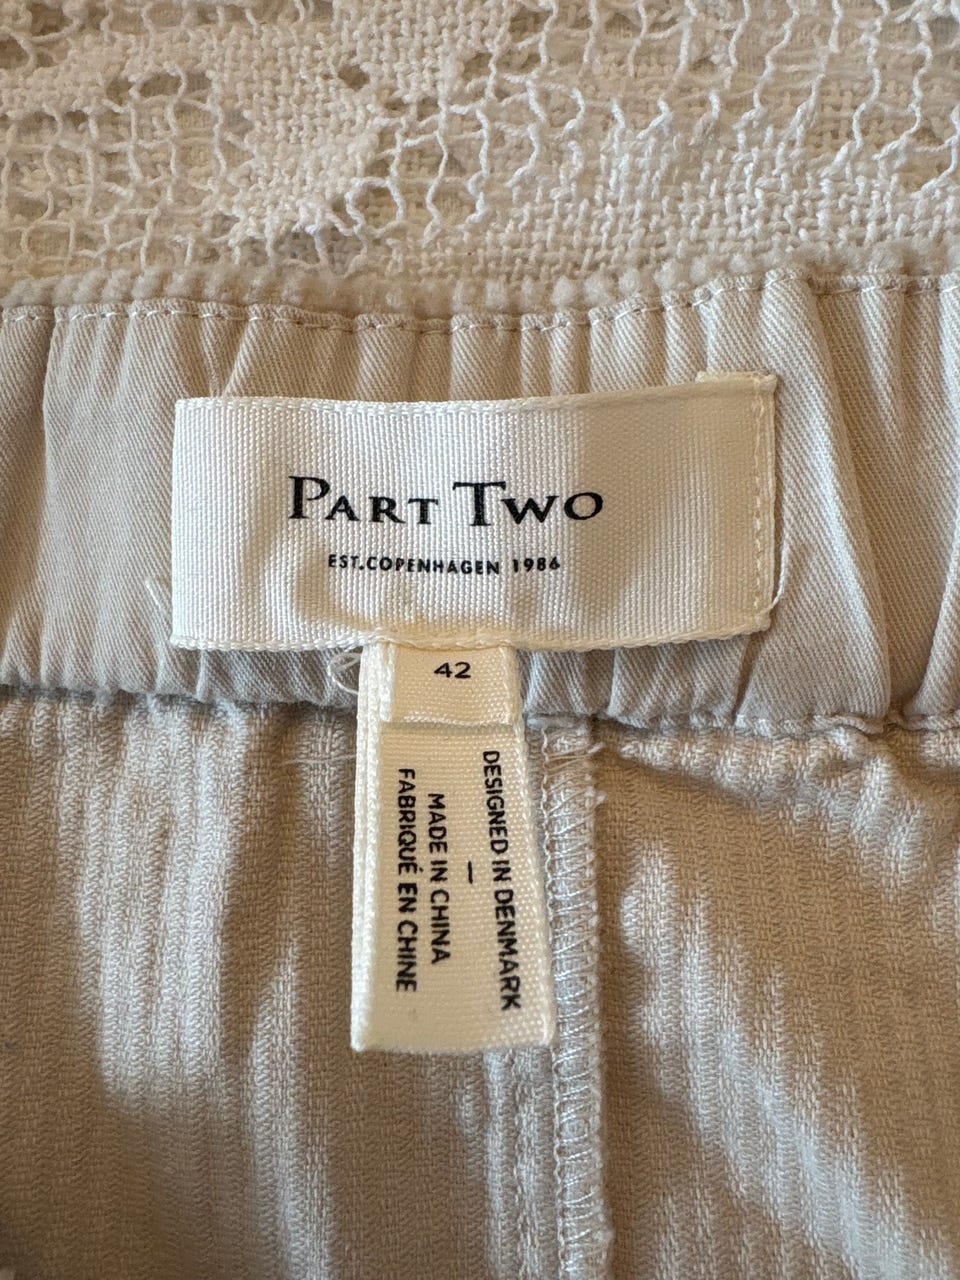 PART TWO
EST.COPENHAGEN 1986
42
DESIGNED IN DENMARK
–
MADE IN CHINA
FABRIQUÉ EN CHINE